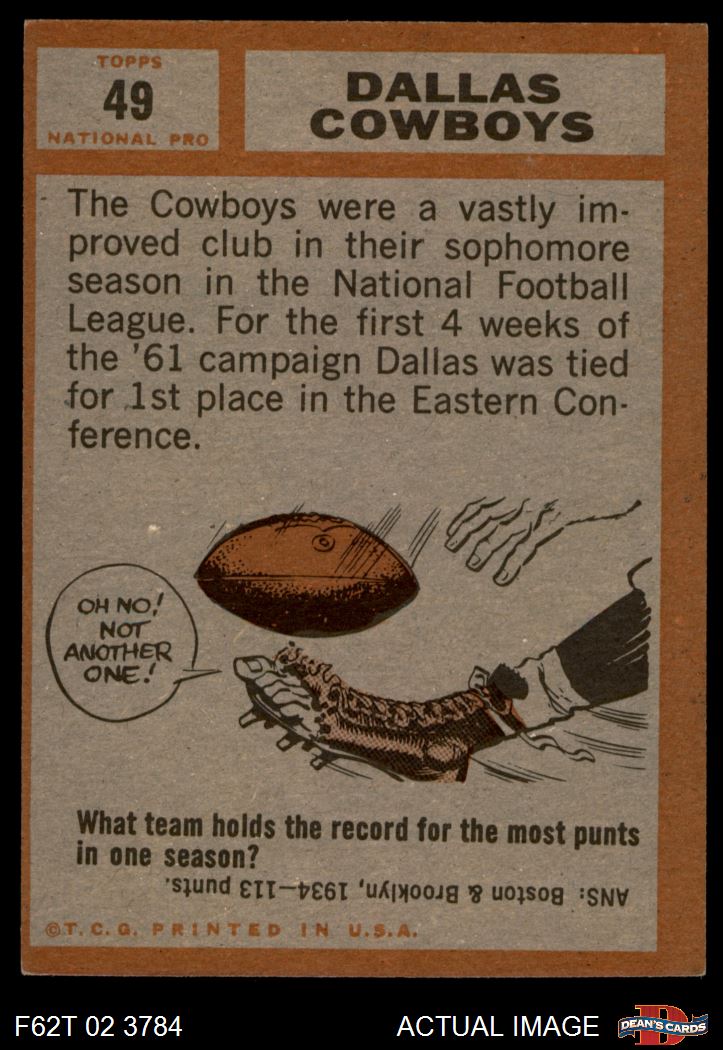 TOPPS
49
NATIONAL PRO
DALLAS
COWBOYS
The Cowboys were a vastly im-
proved club in their sophomore
season in the National Football
League. For the first 4 weeks of
the '61 campaign Dallas was tied
for 1st place in the Eastern Con-
ference.
OH NO!
NOT
ANOTHER
ONE!
What team holds the record for the most punts
in one season?
ANS: Boston & Brooklyn, 1934—113 punts.
©T.C.G. PRINTED IN U.S.A.
F62T 02 3784
ACTUAL IMAGE
DEAN'S CARDS